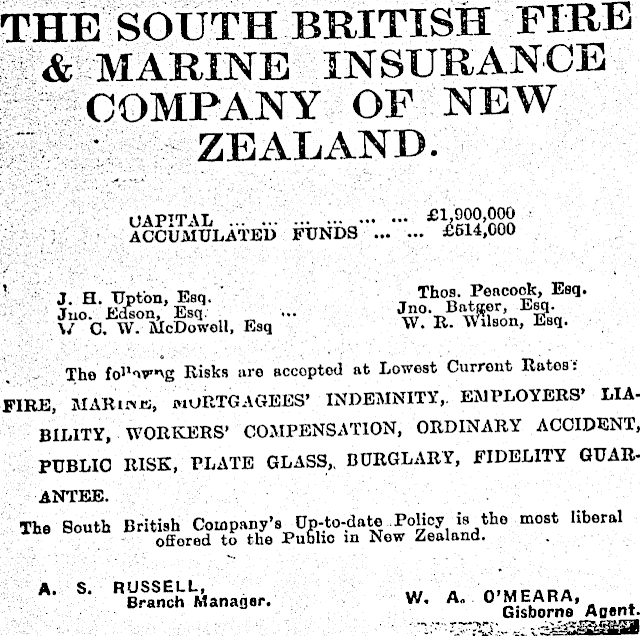 THE SOUTH BRITISH FIRE
& MARINE INSURANCE
COMPANY OF NEW
ZEALAND.
CAPITAL ... ... ... ... ... ... £1,900,000
ACCUMULATED FUNDS ... ... £514,000
J. H. Upton, Esq. Thos. Peacock, Esq.
Jno. Edson, Esq. ... Jno. Batger, Esq.
W C. W. McDowell, Esq W. R. Wilson, Esq.
The following Risks are accepted at Lowest Current Rates:
FIRE, MARINE, MORTGAGEES' INDEMNITY, EMPLOYERS' LIA-
BILITY, WORKERS' COMPENSATION, ORDINARY ACCIDENT,
PUBLIC RISK, PLATE GLASS, BURGLARY, FIDELITY GUAR-
ANTEE.
The South British Company's Up-to-date Policy is the most liberal
offered to the Public in New Zealand.
A. S. RUSSELL,
Branch Manager.
W. A. O'MEARA,
Gisborne Agent.